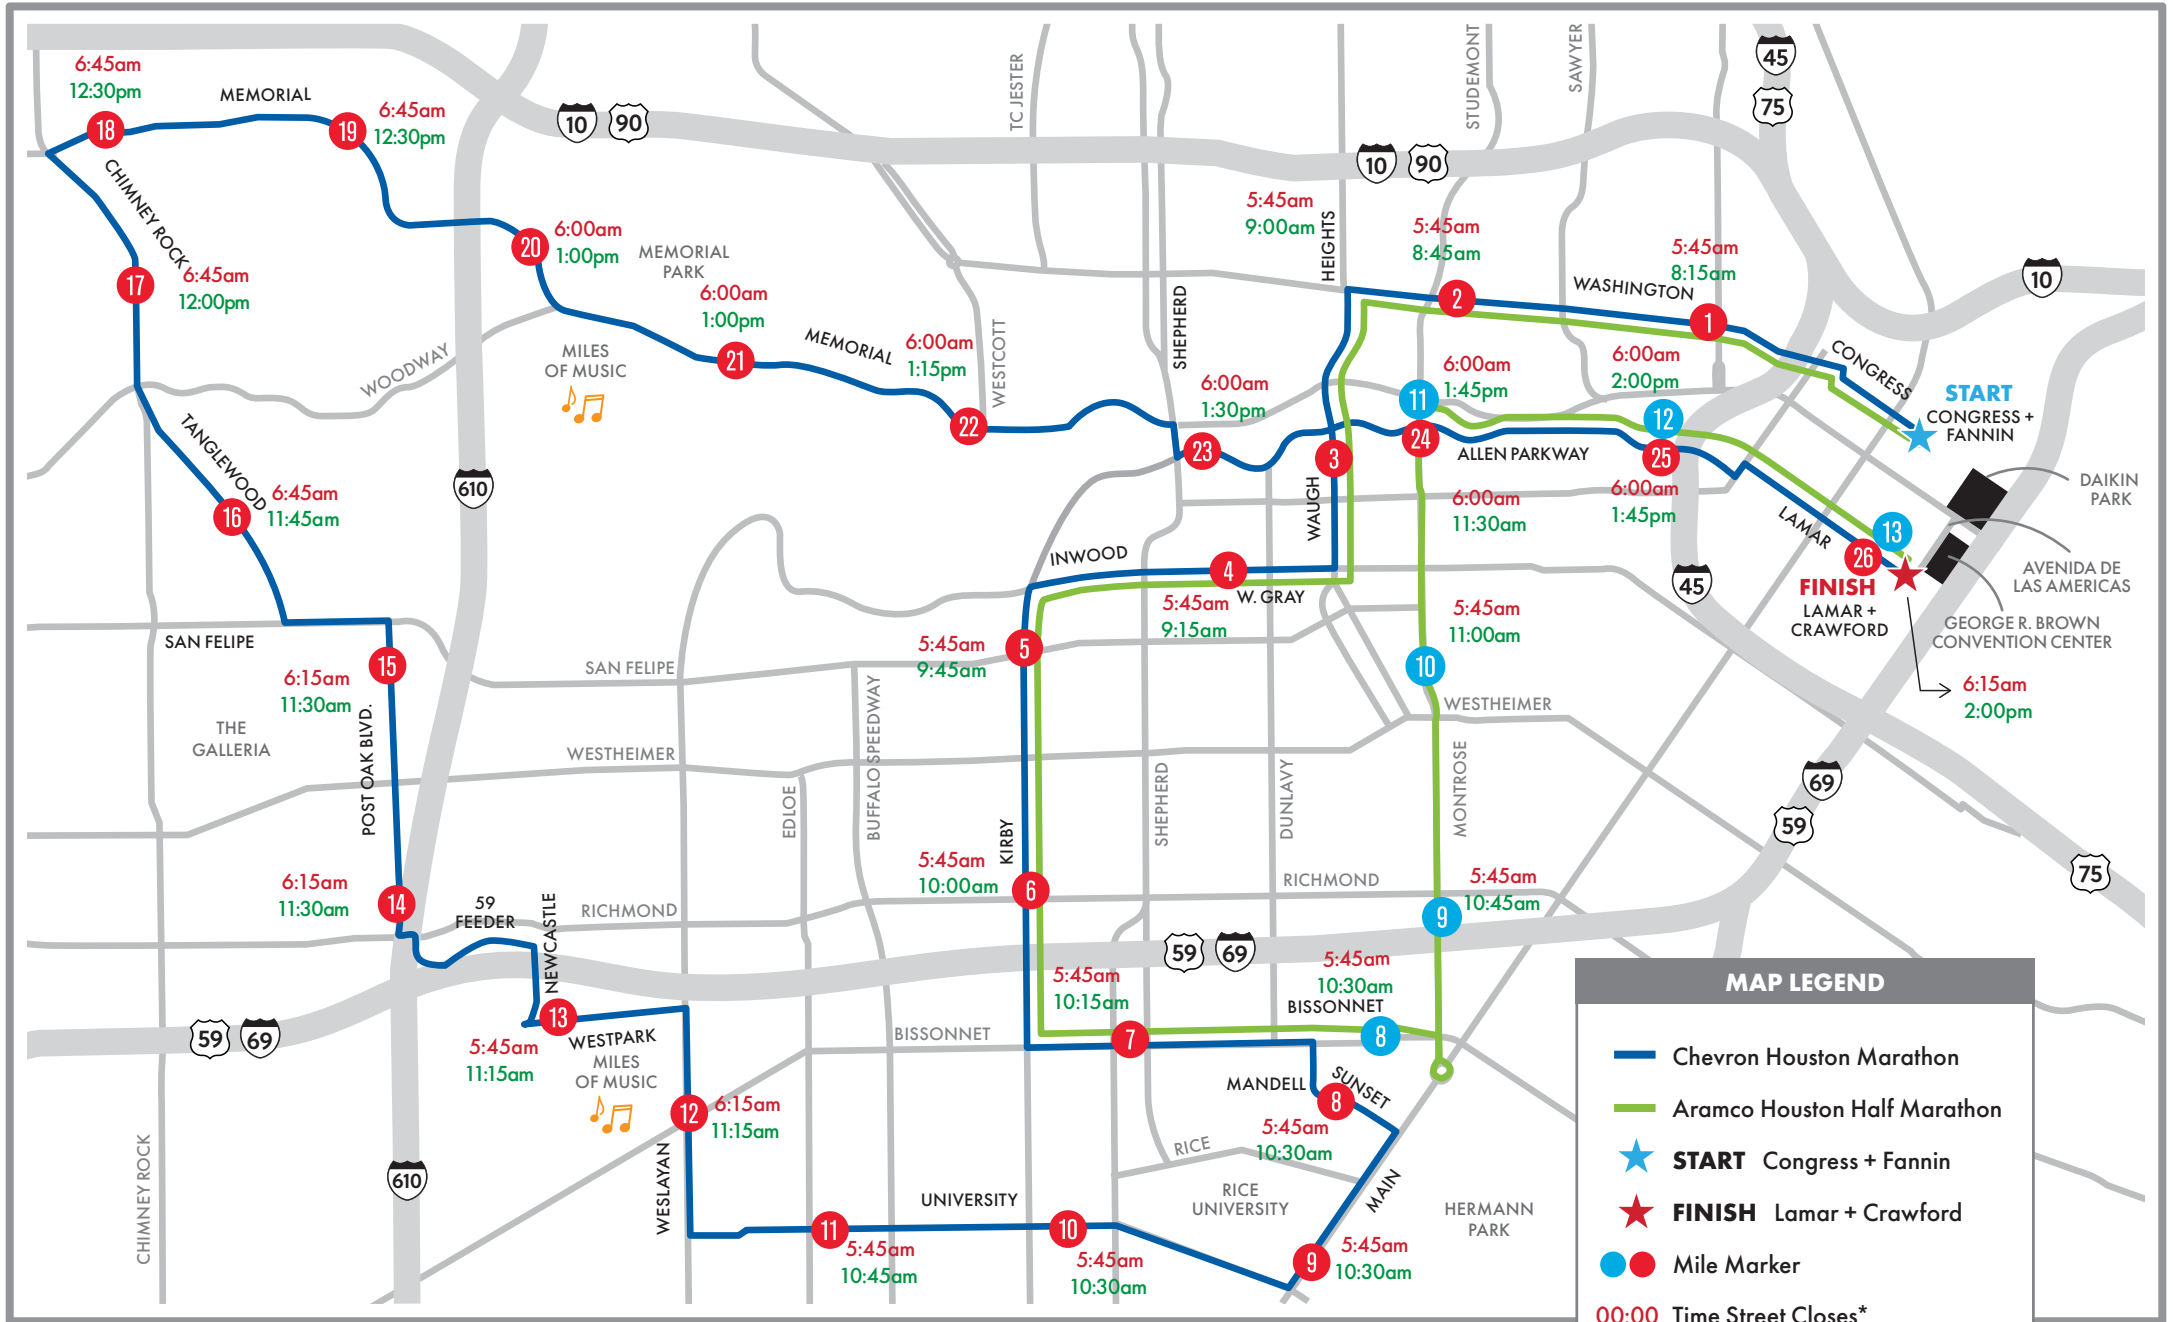 6:45am
12:30pm
MEMORIAL
18
19
6:45am
12:30pm
CHIMNEY ROCK
17
6:45am
12:00pm
10
90
TC JESTER
STUDEMONT
SAWYER
45
75
10
90
10
20
6:00am
1:00pm
MEMORIAL
PARK
6:00am
1:00pm
21
MEMORIAL
6:00am
1:15pm
22
WESTCOTT
SHEPHERD
5:45am
9:00am
HEIGHTS
5:45am
8:45am
2
5:45am
8:15am
WASHINGTON
1
CONGRESS
START
CONGRESS +
FANNIN
WOODWAY
MILES
OF MUSIC
6:00am
1:30pm
23
3
11
6:00am
1:45pm
24
6:00am
2:00pm
12
25
ALLEN PARKWAY
6:00am
11:30am
6:00am
1:45pm
WAUGH
LAMAR
13
26
FINISH
LAMAR +
CRAWFORD
DAIKIN
PARK
AVENIDA DE
LAS AMERICAS
GEORGE R. BROWN
CONVENTION CENTER
6:15am
2:00pm
TANGLEWOOD
16
6:45am
11:45am
610
45
INWOOD
4
W. GRAY
5:45am
9:15am
5
5:45am
9:45am
5:45am
11:00am
10
SAN FELIPE
15
6:15am
11:30am
SAN FELIPE
THE
GALLERIA
POST OAK BLVD.
WESTHEIMER
WESTHEIMER
EDLOE
BUFFALO SPEEDWAY
KIRBY
SHEPHERD
DUNLAVY
MONTROSE
69
59
75
6:15am
11:30am
14
59
FEEDER
NEWCASTLE
RICHMOND
5:45am
10:00am
6
RICHMOND
5:45am
10:45am
9
59
69
59
69
5:45am
10:15am
7
5:45am
10:30am
BISSONNET
8
BISSONNET
13
WESTPARK
5:45am
11:15am
MILES
OF MUSIC
12
6:15am
11:15am
MANDELL
SUNSET
8
5:45am
10:30am
RICE
RICE
UNIVERSITY
MAIN
HERMANN
PARK
CHIMNEY ROCK
610
WESLAYAN
11
5:45am
10:45am
UNIVERSITY
10
5:45am
10:30am
9
5:45am
10:30am
MAP LEGEND
Chevron Houston Marathon
Aramco Houston Half Marathon
START Congress + Fannin
FINISH Lamar + Crawford
Mile Marker
00:00 Time Street Closes*